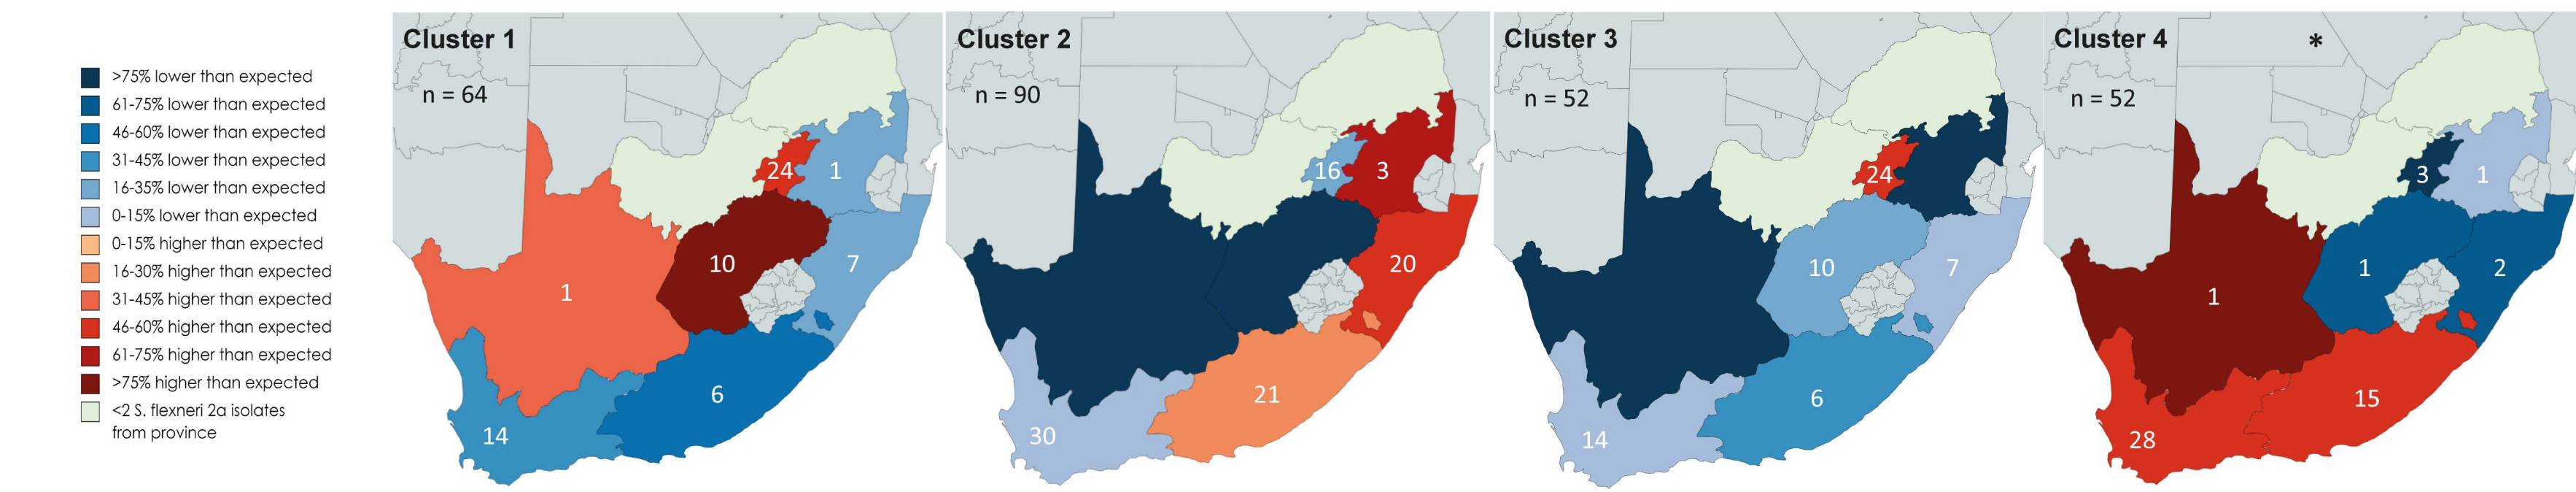 >75% lower than expected
61-75% lower than expected
46-60% lower than expected
31-45% lower than expected
16-35% lower than expected
0-15% lower than expected
0-15% higher than expected
16-30% higher than expected
31-45% higher than expected
46-60% higher than expected
61-75% higher than expected
>75% higher than expected
<2 S. flexneri 2a isolates
from province
Cluster 1
n = 64
24
1
10
7
1
6
14
Cluster 2
n = 90
16
3
20
21
30
Cluster 3
n = 52
24
10
7
6
14
Cluster 4
*
n = 52
3
1
1
2
1
15
28